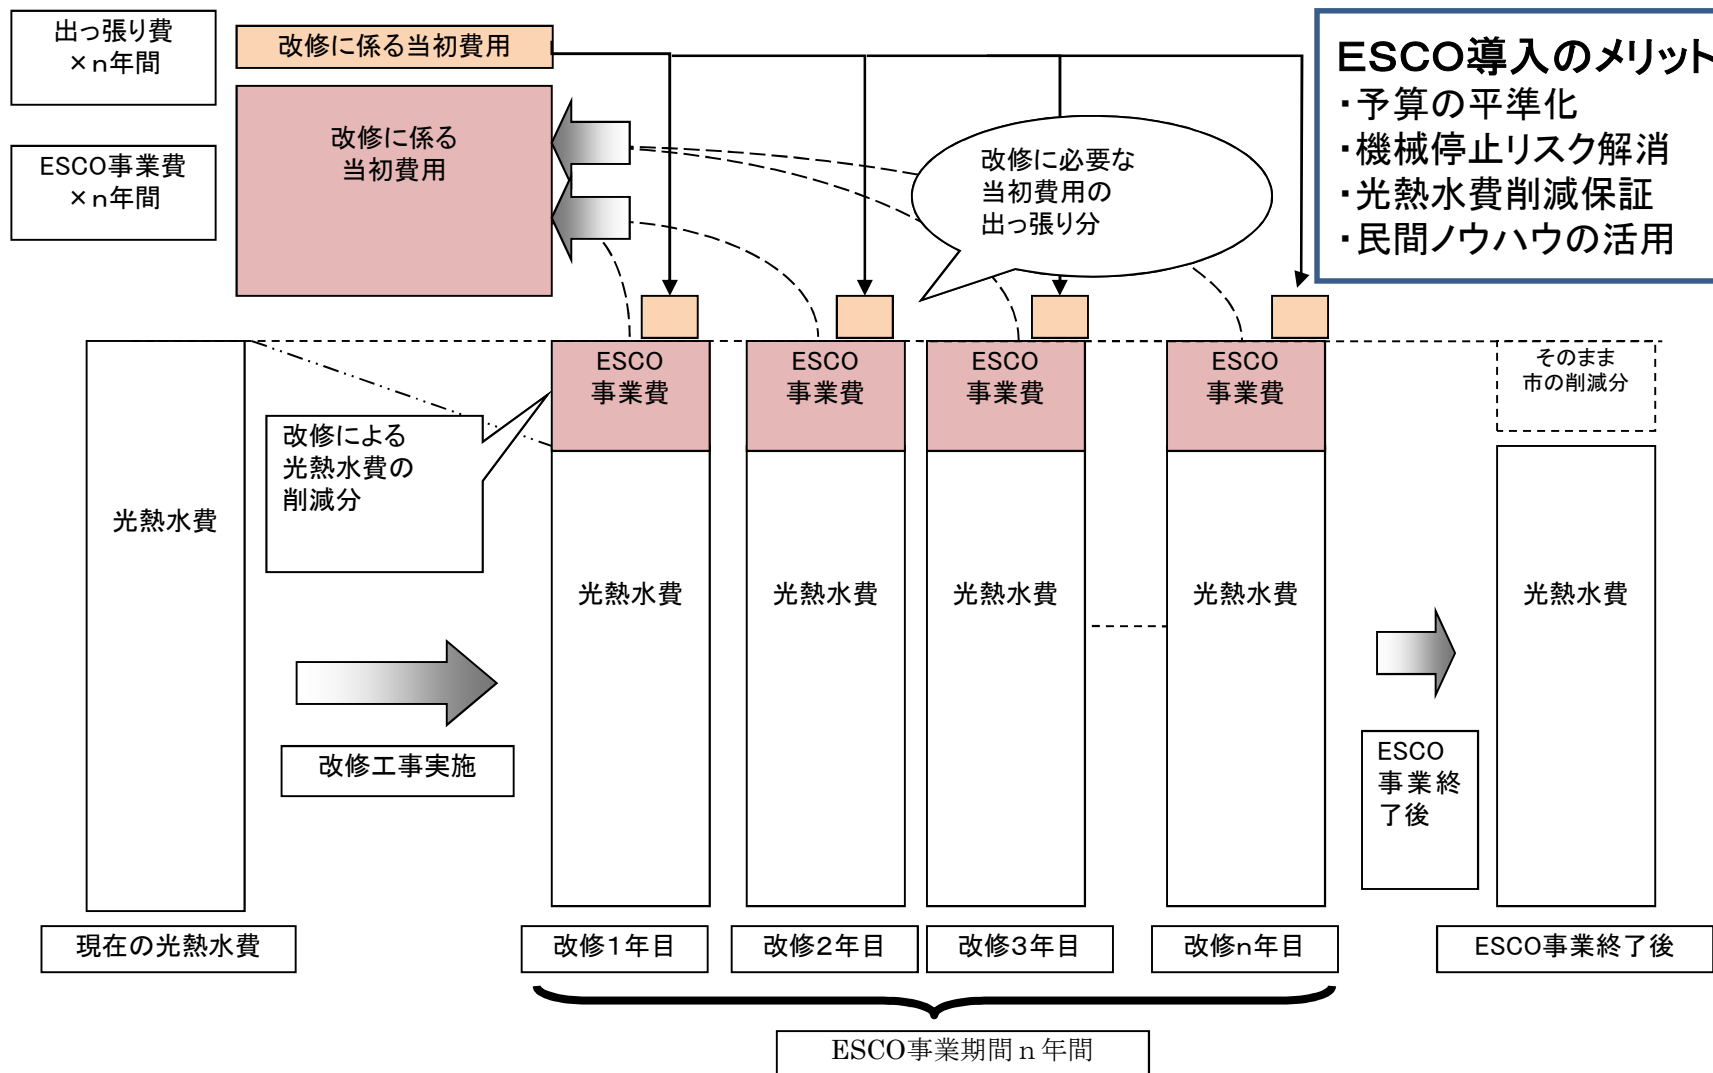 出っ張り費
×n年間
改修に係る当初費用
ESCO導入のメリット
・予算の平準化
・機械停止リスク解消
・光熱水費削減保証
・民間ノウハウの活用
ESCO事業費
×n年間
改修に係る
当初費用
改修に必要な
当初費用の
出っ張り分
ESCO
事業費
ESCO
事業費
ESCO
事業費
ESCO
事業費
そのまま
市の削減分
改修による
光熱水費の
削減分
光熱水費
光熱水費
光熱水費
光熱水費
光熱水費
光熱水費
改修工事実施
ESCO
事業終
了後
現在の光熱水費
改修1年目
改修2年目
改修3年目
改修n年目
ESCO事業終了後
ESCO事業期間n年間